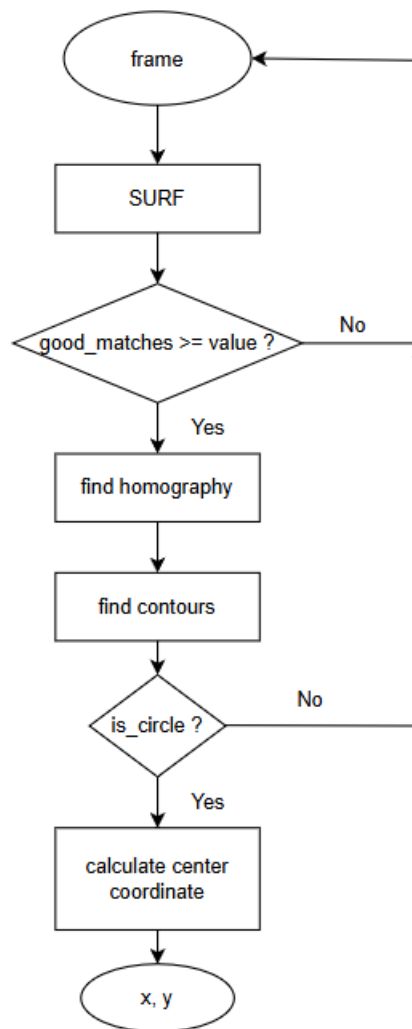 frame
SURF
good_matches >= value ?
No
Yes
find homography
find contours
is_circle ?
No
Yes
calculate center
coordinate
x, y